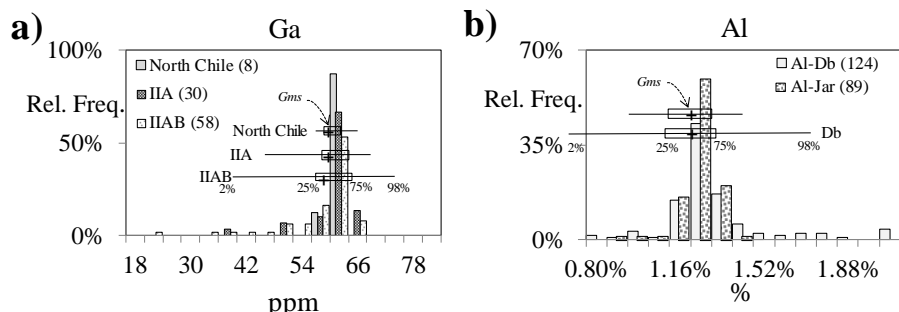 a)
Ga
100%
50%
0%
Rel. Freq.
North Chile (8)
IIA (30)
IIAB (58)
Gms
North Chile
IIA
IIAB
2%
25%
75%
98%
18
30
42
54
66
78
ppm
b)
Al
70%
35%
0%
Rel. Freq.
Al-Db (124)
Al-Jar (89)
Gms
Db
2%
25%
75%
98%
0.80%
1.16%
1.52%
1.88%
%